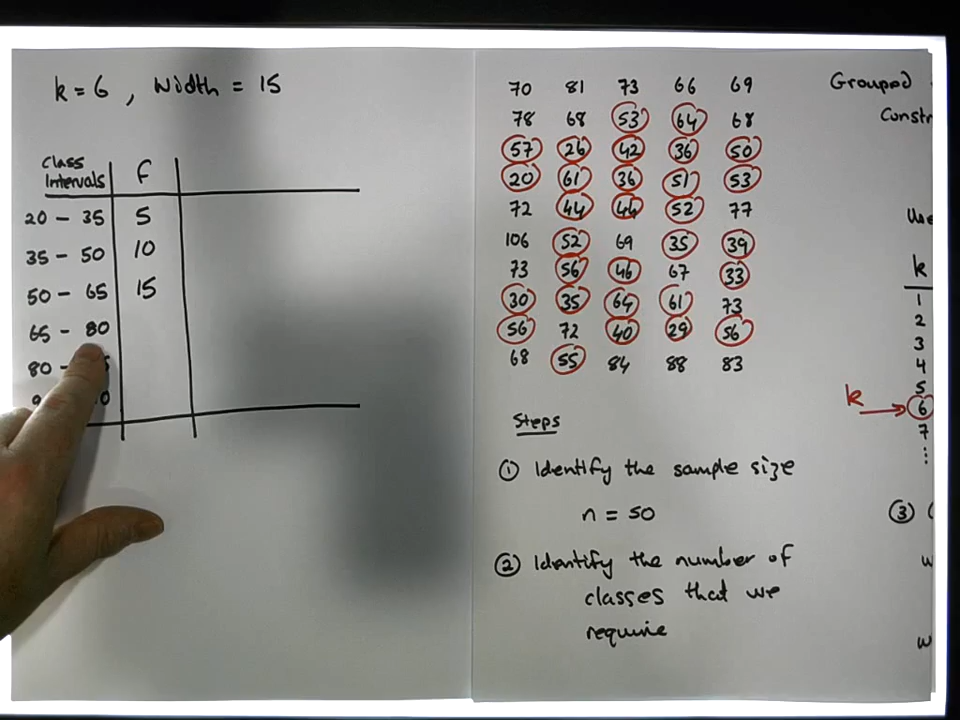 k = 6 , Width = 15
Class
Intervals
f
20 - 35 5
35 - 50 10
50 - 65 15
65 - 80
80 -
70 81 73 66 69
78 68 53 64 68
57 26 42 36 50
20 61 36 51 53
72 44 44 52 77
106 52 69 35 39
73 56 46 67 33
30 35 64 61 73
56 72 40 29 56
68 55 84 88 83
Steps
① Identify the sample size
n = 50
② Identify the number of
classes that we
require
Grouped
Use
k
1
2
3
4
5
k → 6
7
⋮
③